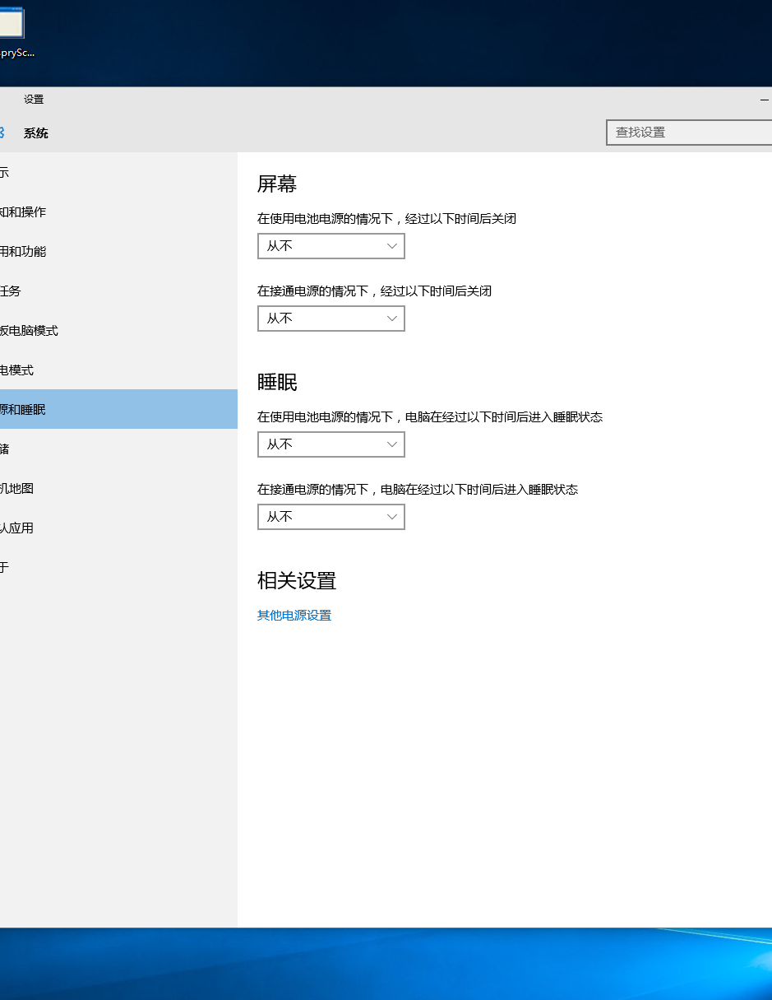 prySc...
设置
系统
查找设置
示
知和操作
用和功能
任务
板电脑模式
电模式
源和睡眠
储
机地图
认应用
于
屏幕
在使用电池电源的情况下，经过以下时间后关闭
从不
在接通电源的情况下，经过以下时间后关闭
从不
睡眠
在使用电池电源的情况下，电脑在经过以下时间后进入睡眠状态
从不
在接通电源的情况下，电脑在经过以下时间后进入睡眠状态
从不
相关设置
其他电源设置